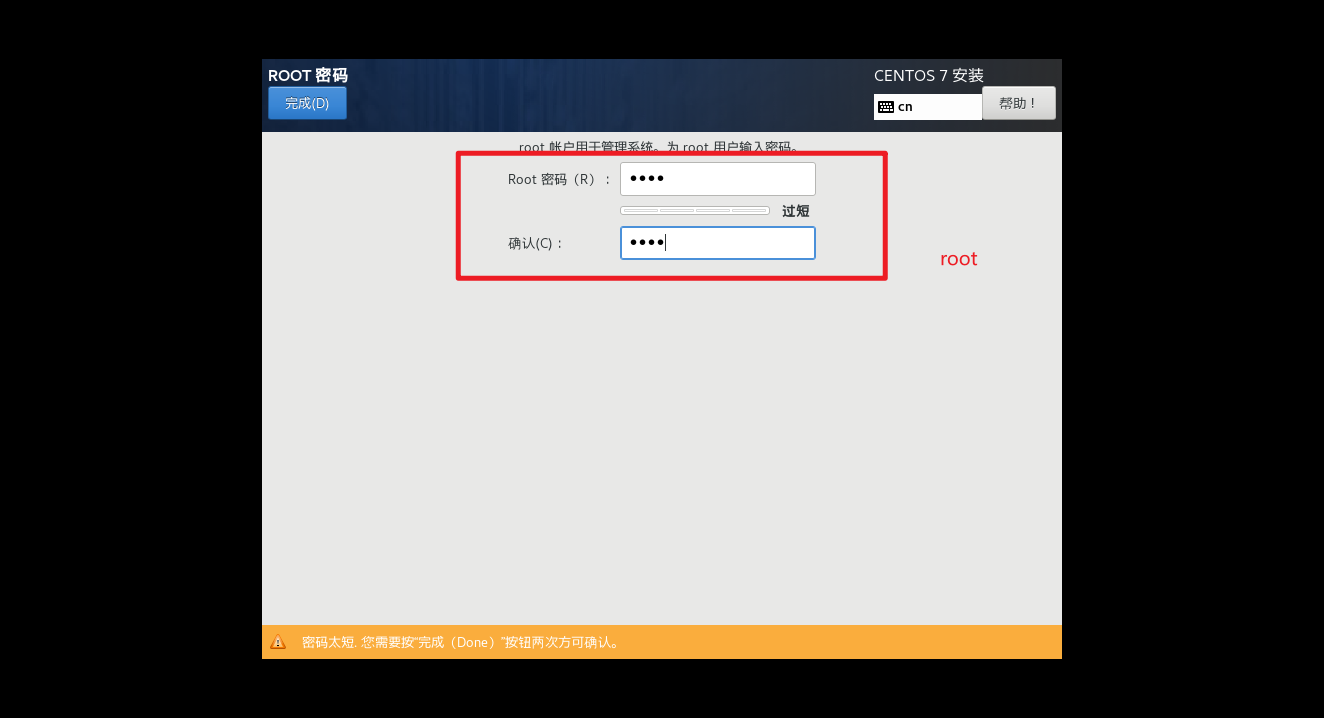 ROOT 密码
CENTOS 7 安装
完成(D)
cn
帮助！
root 帐户用于管理系统。为 root 用户输入密码。
Root 密码（R）：
••••
过短
确认(C)：
••••
root
密码太短. 您需要按“完成（Done）”按钮两次方可确认。